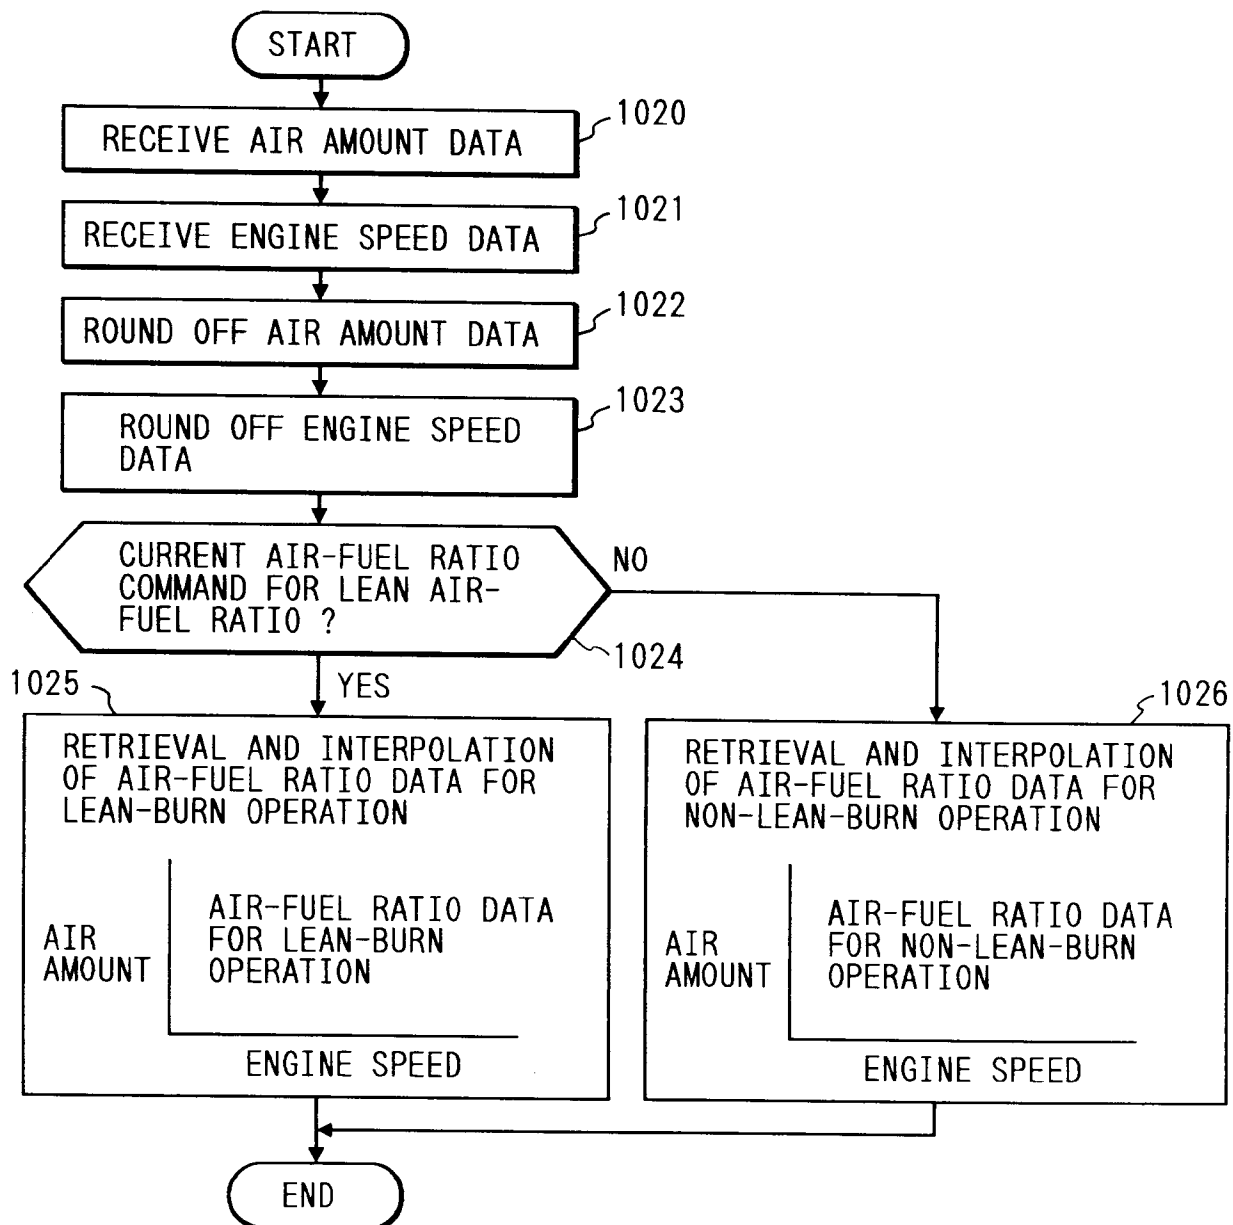 START
RECEIVE AIR AMOUNT DATA
1020
RECEIVE ENGINE SPEED DATA
1021
ROUND OFF AIR AMOUNT DATA
1022
ROUND OFF ENGINE SPEED
DATA
1023
CURRENT AIR-FUEL RATIO
COMMAND FOR LEAN AIR-
FUEL RATIO ?
NO
1024
YES
1025
RETRIEVAL AND INTERPOLATION
OF AIR-FUEL RATIO DATA FOR
LEAN-BURN OPERATION
AIR
AMOUNT
AIR-FUEL RATIO DATA
FOR LEAN-BURN
OPERATION
ENGINE SPEED
1026
RETRIEVAL AND INTERPOLATION
OF AIR-FUEL RATIO DATA FOR
NON-LEAN-BURN OPERATION
AIR
AMOUNT
AIR-FUEL RATIO DATA
FOR NON-LEAN-BURN
OPERATION
ENGINE SPEED
END